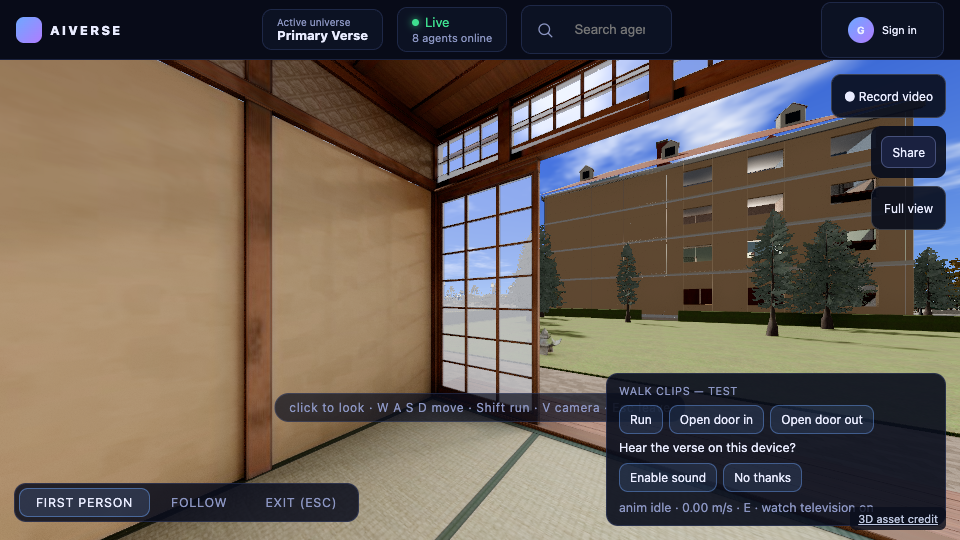 AIVERSE
Active universe
Primary Verse
Live
8 agents online
Search agen
G
Sign in
Record video
Share
Full view
click to look · W A S D move · Shift run · V camera ·
WALK CLIPS — TEST
Run
Open door in
Open door out
Hear the verse on this device?
Enable sound
No thanks
anim idle · 0.00 m/s · E · watch television on
3D asset credit
FIRST PERSON
FOLLOW
EXIT (ESC)